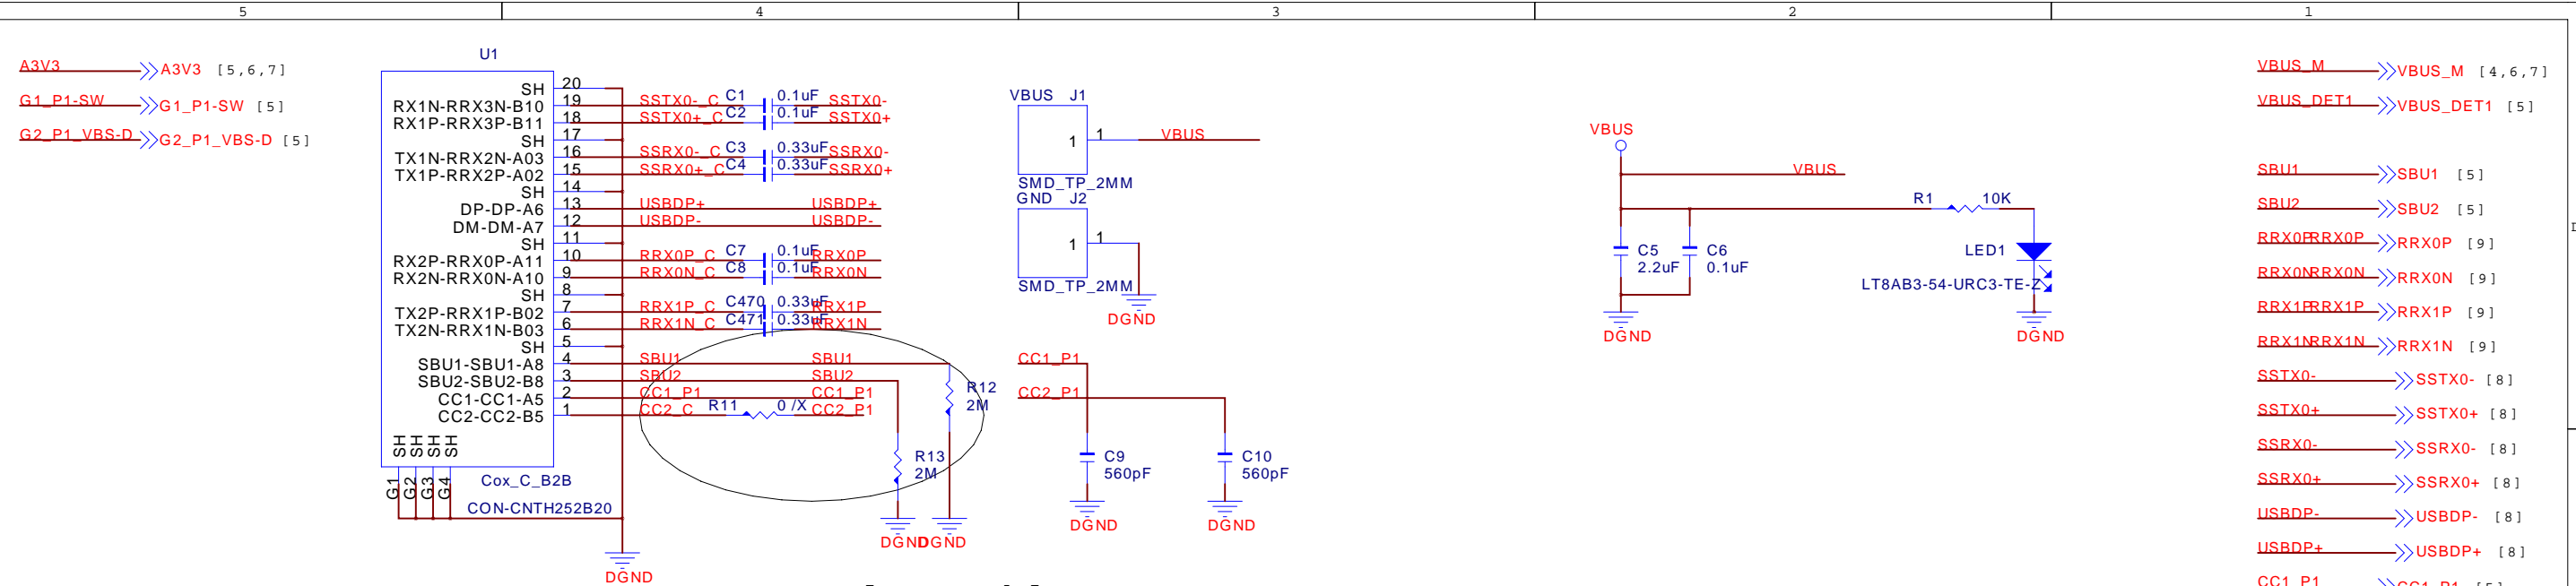 5 4 3 2 1
A3V3 A3V3 [5,6,7]
G1_P1-SW G1_P1-SW [5]
G2_P1_VBS-D G2_P1_VBS-D [5]
U1
SH 20
RX1N-RRX3N-B10 19 SSTX0-_C C1 0.1uF SSTX0-
RX1P-RRX3P-B11 18 SSTX0+_C C2 0.1uF SSTX0+
SH 17
TX1N-RRX2N-A03 16 SSRX0-_C C3 0.33uF SSRX0-
TX1P-RRX2P-A02 15 SSRX0+_C C4 0.33uF SSRX0+
SH 14
DP-DP-A6 13 USBDP+ USBDP+
DM-DM-A7 12 USBDP- USBDP-
SH 11
RX2P-RRX0P-A11 10 RRX0P_C C7 0.1uF RRX0P
RX2N-RRX0N-A10 9 RRX0N_C C8 0.1uF RRX0N
SH 8
TX2P-RRX1P-B02 7 RRX1P_C C470 0.33uF RRX1P
TX2N-RRX1N-B03 6 RRX1N_C C471 0.33uF RRX1N
SH 5
SBU1-SBU1-A8 4 SBU1 SBU1
SBU2-SBU2-B8 3 SBU2 SBU2
CC1-CC1-A5 2 CC1_P1 CC1_P1
CC2-CC2-B5 1 CC2_C R11 0 /X CC2_P1
SH SH SH SH
G1 G2 G3 G4
Cox_C_B2B
CON-CNTH252B20
DGND
R12
2M
R13
2M
DGND DGND
VBUS J1
1 1 VBUS
SMD_TP_2MM
GND J2
1 1
SMD_TP_2MM
DGND
CC1_P1
CC2_P1
C9
560pF
C10
560pF
DGND DGND
VBUS
VBUS
R1 10K
C5
2.2uF
C6
0.1uF
LED1
LT8AB3-54-URC3-TE-Z
DGND DGND
VBUS_M VBUS_M [4,6,7]
VBUS_DET1 VBUS_DET1 [5]
SBU1 SBU1 [5]
SBU2 SBU2 [5]
RRX0P RRX0P RRX0P [9]
RRX0N RRX0N RRX0N [9]
RRX1P RRX1P RRX1P [9]
RRX1N RRX1N RRX1N [9]
SSTX0- SSTX0- [8]
SSTX0+ SSTX0+ [8]
SSRX0- SSRX0- [8]
SSRX0+ SSRX0+ [8]
USBDP- USBDP- [8]
USBDP+ USBDP+ [8]
CC1_P1 CC1_P1 [5]